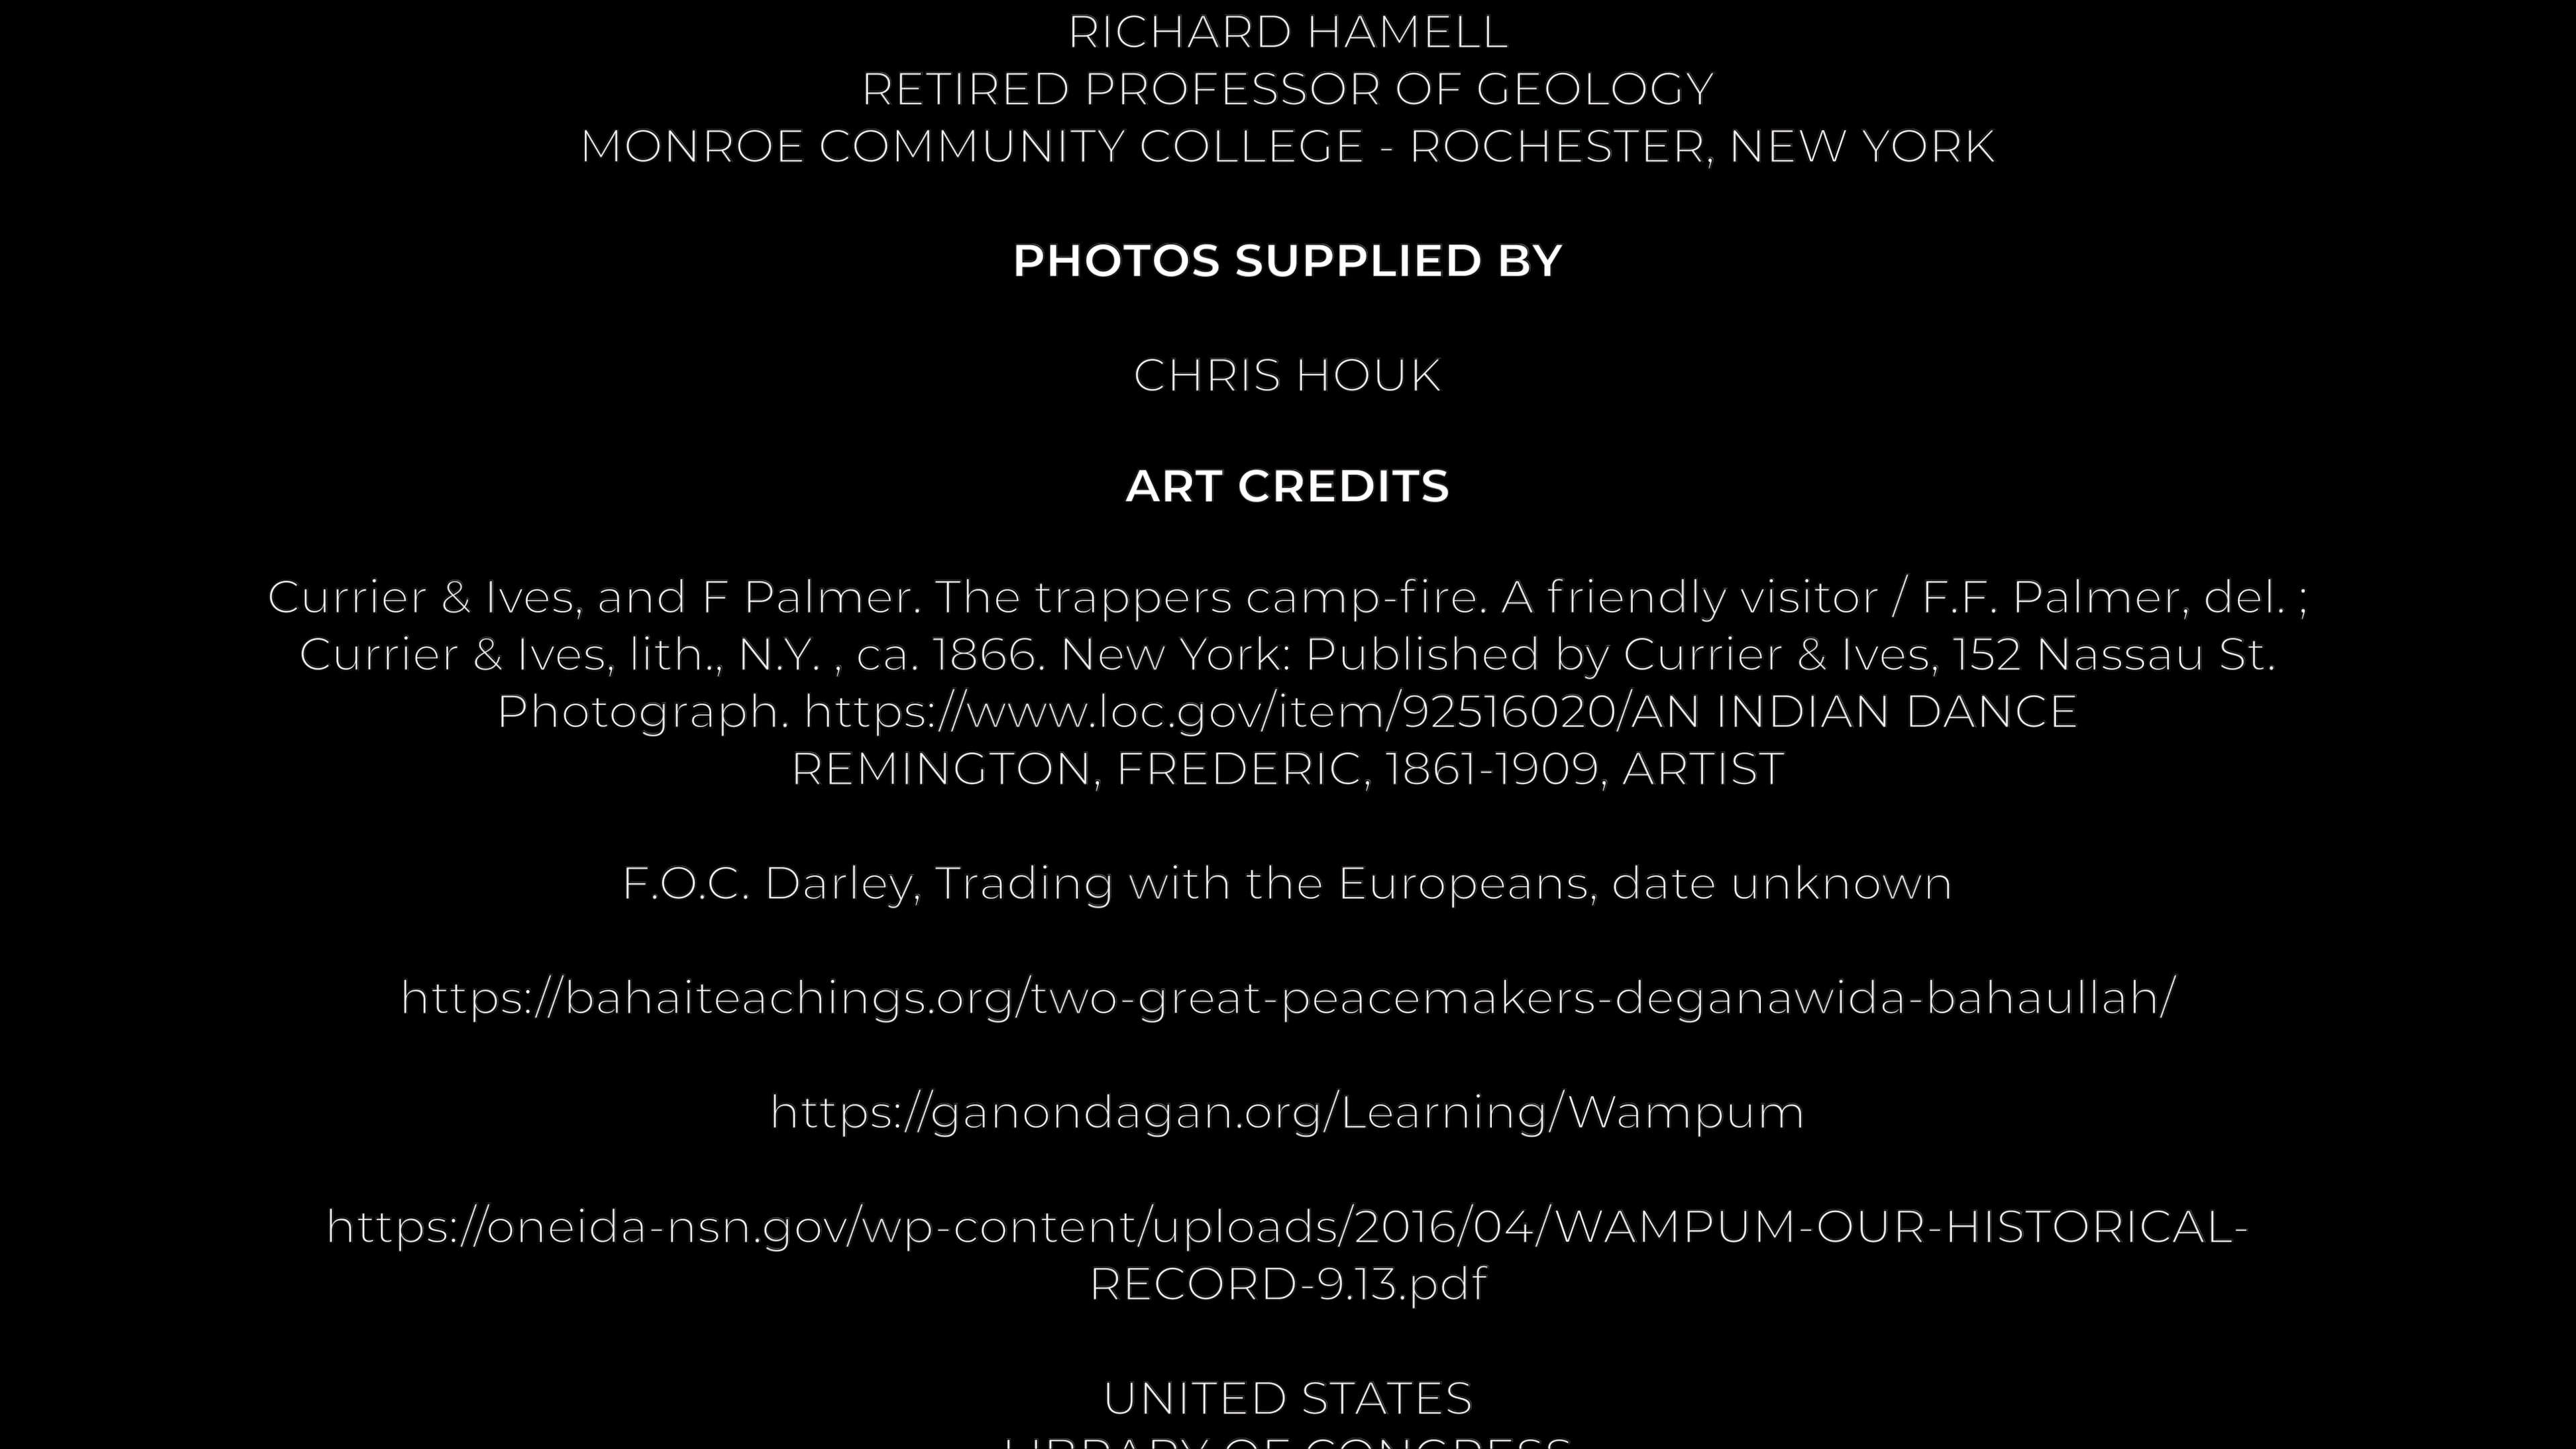 RICHARD HAMELL
RETIRED PROFESSOR OF GEOLOGY
MONROE COMMUNITY COLLEGE - ROCHESTER, NEW YORK
PHOTOS SUPPLIED BY
CHRIS HOUK
ART CREDITS
Currier & Ives, and F Palmer. The trappers camp-fire. A friendly visitor / F.F. Palmer, del. ;
Currier & Ives, lith., N.Y. , ca. 1866. New York: Published by Currier & Ives, 152 Nassau St.
Photograph. https://www.loc.gov/item/92516020/AN INDIAN DANCE
REMINGTON, FREDERIC, 1861-1909, ARTIST
F.O.C. Darley, Trading with the Europeans, date unknown
https://bahaiteachings.org/two-great-peacemakers-deganawida-bahaullah/
https://ganondagan.org/Learning/Wampum
https://oneida-nsn.gov/wp-content/uploads/2016/04/WAMPUM-OUR-HISTORICAL-
RECORD-9.13.pdf
UNITED STATES
LIBRARY OF CONGRESS